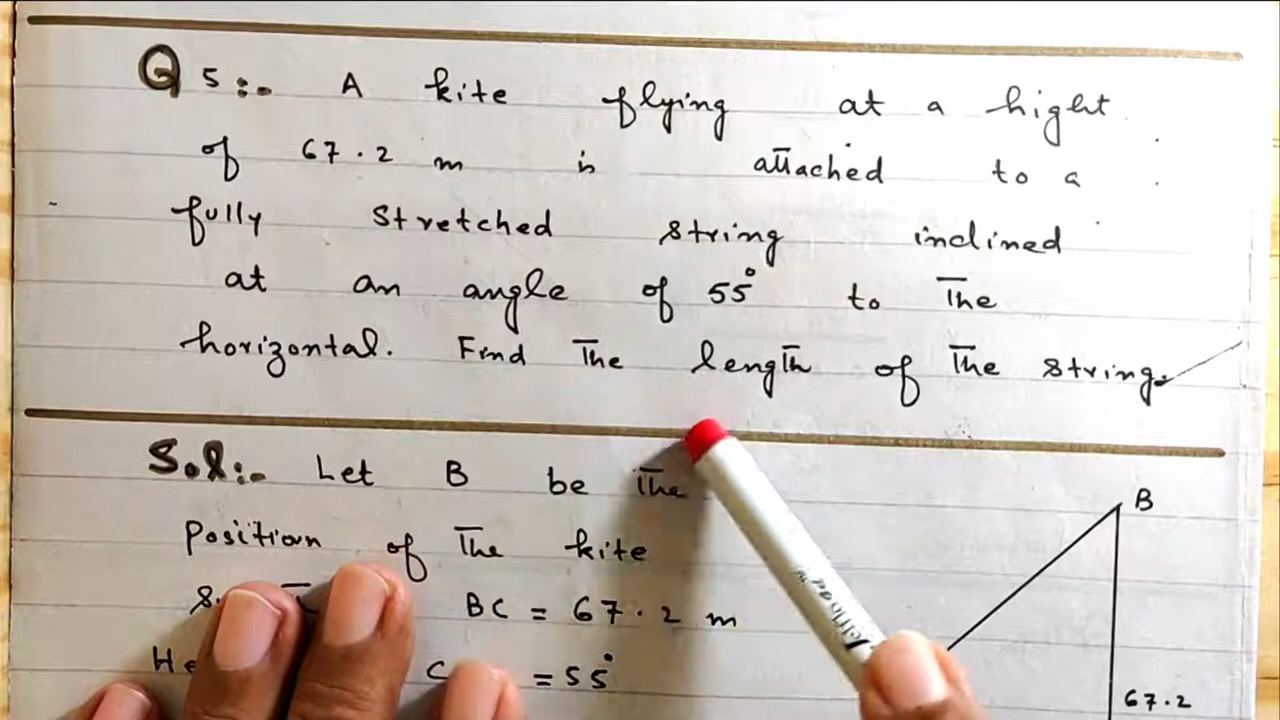 Q5:- A kite flying at a hight
of 67.2 m is attached to a
fully stretched string inclined
at an angle of 55° to the
horizontal. Find the length of the string.
Sol:- Let B be the
Position of the kite
BC = 67.2 m
= 55°
B
67.2